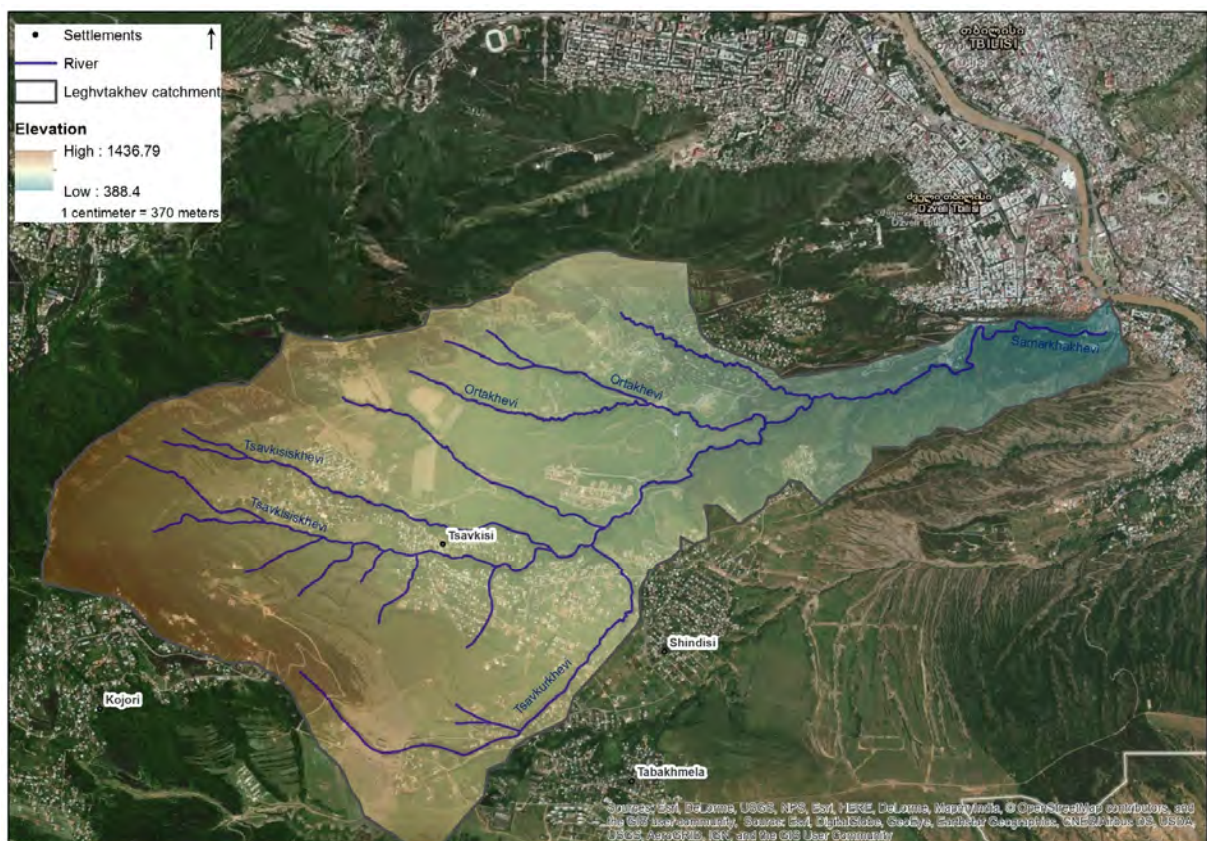 Settlements
River
Leghvtakhev catchment
Elevation
High : 1436.79
Low : 388.4
1 centimeter = 370 meters
თბილისი
TBILISI
ძველი თბილისი
Dzveli Tbilisi
Samarkhakhevi
Ortakhevi
Ortakhevi
Tsavkisiskhevi
Tsavkisiskhevi
Tsavkisi
Shindisi
Tsavkurkhevi
Kojori
Tabakhmela
Sources: Esri, DeLorme, USGS, NPS, Esri, HERE, DeLorme, MapmyIndia, © OpenStreetMap contributors, and
the GIS user community, Source: Esri, DigitalGlobe, GeoEye, Earthstar Geographics, CNES/Airbus DS, USDA,
USGS, AeroGRID, IGN, and the GIS User Community